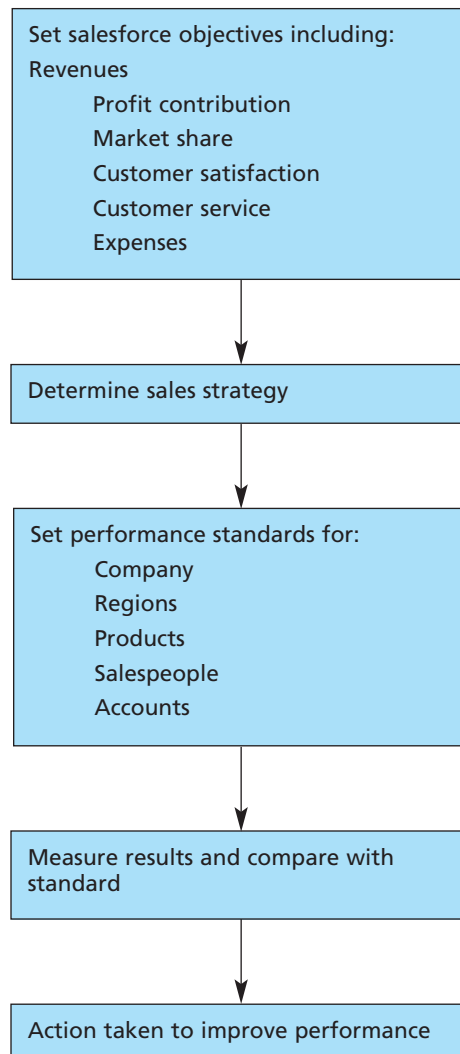 Set salesforce objectives including:
Revenues
Profit contribution
Market share
Customer satisfaction
Customer service
Expenses
Determine sales strategy
Set performance standards for:
Company
Regions
Products
Salespeople
Accounts
Measure results and compare with
standard
Action taken to improve performance